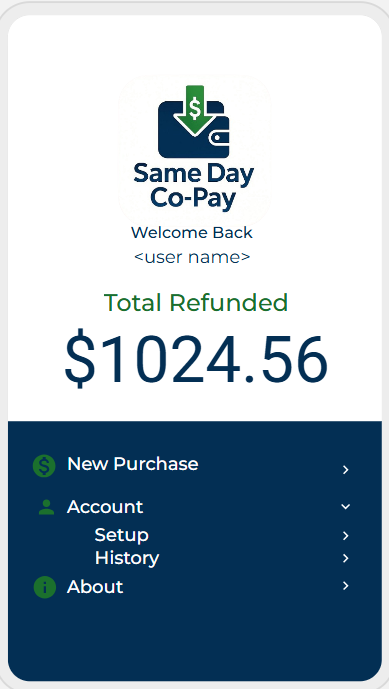 $
Same Day
Co-Pay
Welcome Back
<user name>
Total Refunded
$1024.56
$ New Purchase
Account
Setup
History
i About